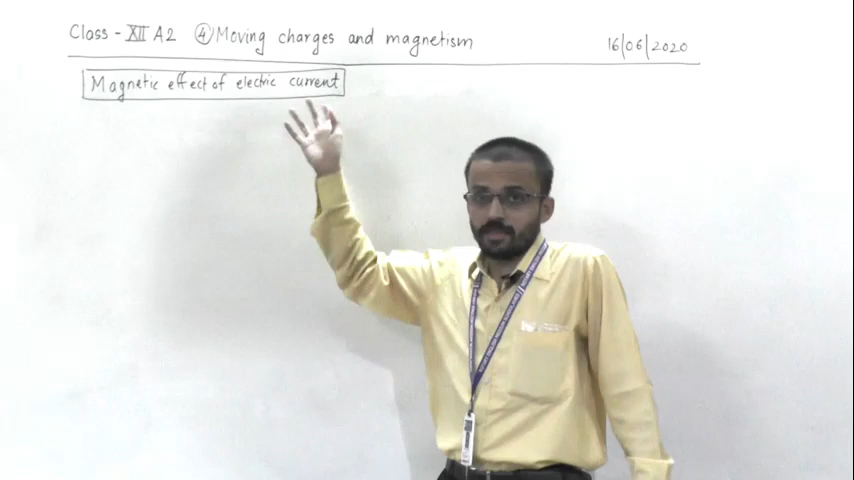 Class - XII A2 ④ Moving charges and magnetism 16/06/2020
Magnetic effect of electric current